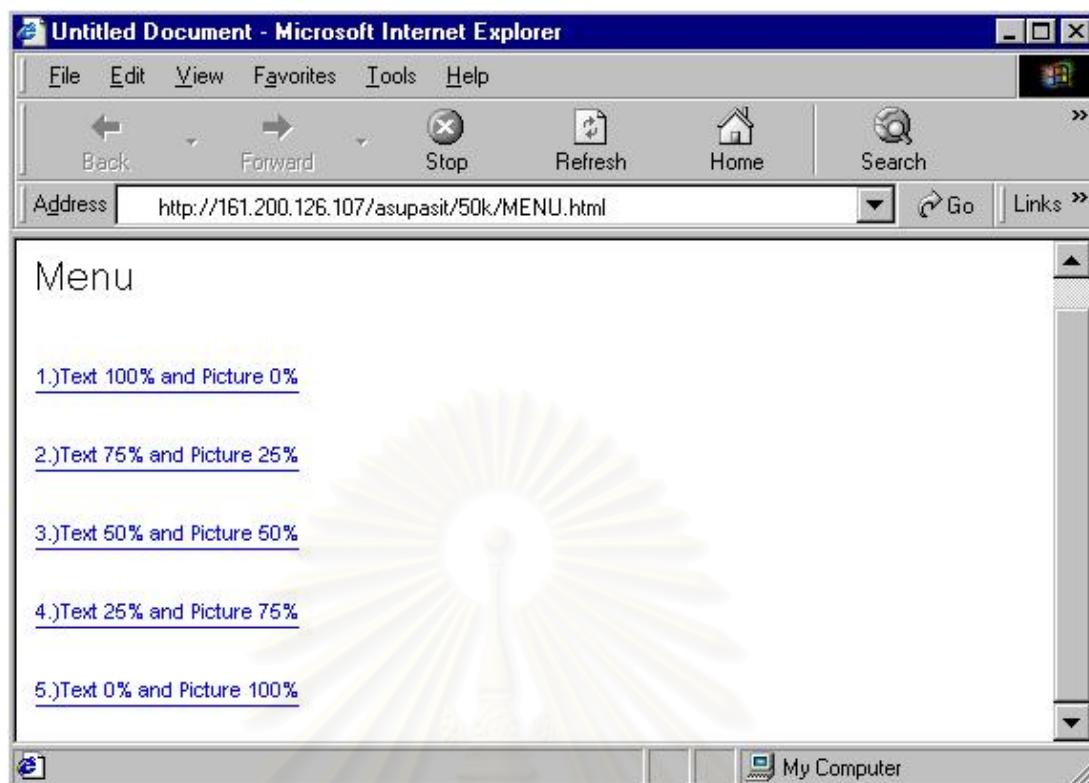 Untitled Document - Microsoft Internet Explorer
File Edit View Favorites Tools Help
Back Forward Stop Refresh Home Search »
Address http://161.200.126.107/asupasit/50k/MENU.html Go Links »
Menu
1.)Text 100% and Picture 0%
2.)Text 75% and Picture 25%
3.)Text 50% and Picture 50%
4.)Text 25% and Picture 75%
5.)Text 0% and Picture 100%
My Computer